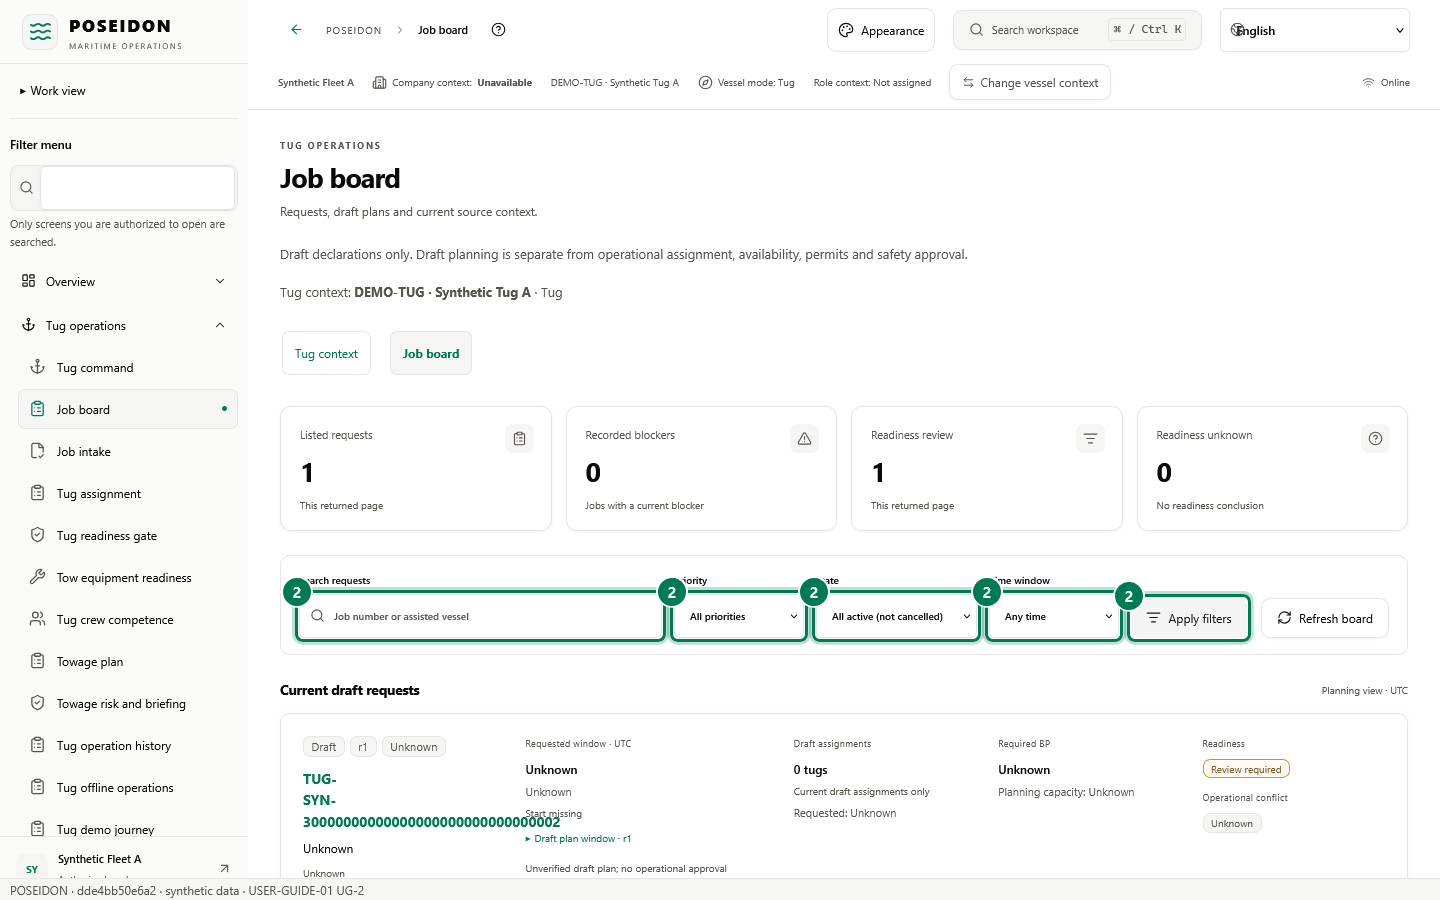 POSEIDON
MARITIME OPERATIONS
Work view
Filter menu
Only screens you are authorized to open are
searched.
Overview
Tug operations
Tug command
Job board
Job intake
Tug assignment
Tug readiness gate
Tow equipment readiness
Tug crew competence
Towage plan
Towage risk and briefing
Tug operation history
Tug offline operations
Tug demo journey
SY
Synthetic Fleet A
POSEIDON
Job board
Appearance
Search workspace
⌘ / Ctrl K
English
Synthetic Fleet A
Company context: Unavailable
DEMO-TUG · Synthetic Tug A
Vessel mode: Tug
Role context: Not assigned
Change vessel context
Online
TUG OPERATIONS
Job board
Requests, draft plans and current source context.
Draft declarations only. Draft planning is separate from operational assignment, availability, permits and safety approval.
Tug context: DEMO-TUG · Synthetic Tug A · Tug
Tug context
Job board
Listed requests
1
This returned page
Recorded blockers
0
Jobs with a current blocker
Readiness review
1
This returned page
Readiness unknown
0
No readiness conclusion
2
2
2
2
2
Job number or assisted vessel
All priorities
All active (not cancelled)
window
Any time
Apply filters
Refresh board
requests
Current draft requests
Planning view · UTC
Draft
r1
Unknown
TUG-
SYN-
30000000000000000000000000000002
Unknown
Unknown
Requested window · UTC
Unknown
Unknown
Start missing
Draft plan window · r1
Unverified draft plan; no operational approval
Draft assignments
0 tugs
Current draft assignments only
Requested: Unknown
Required BP
Unknown
Planning capacity: Unknown
Readiness
Review required
Operational conflict
Unknown
POSEIDON · dde4bb50e6a2 · synthetic data · USER-GUIDE-01 UG-2